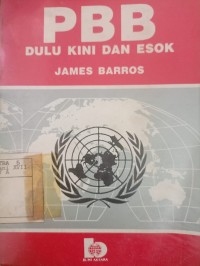 PBB
DULU KINI DAN ESOK
JAMES BARROS